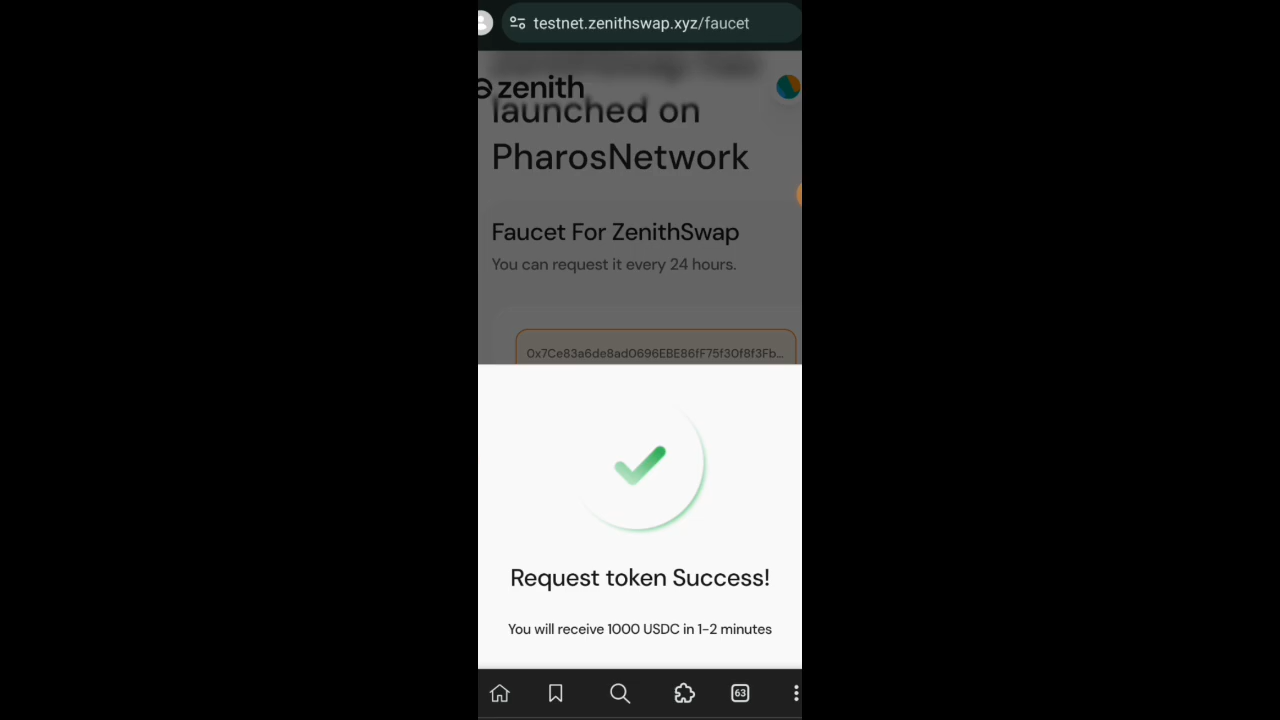 testnet.zenithswap.xyz/faucet
zenith
launched on
PharosNetwork
Faucet For ZenithSwap
You can request it every 24 hours.
0x7Ce83a6de8ad0696EBE86fF75f30f8f3Fb...
Request token Success!
You will receive 1000 USDC in 1-2 minutes
63